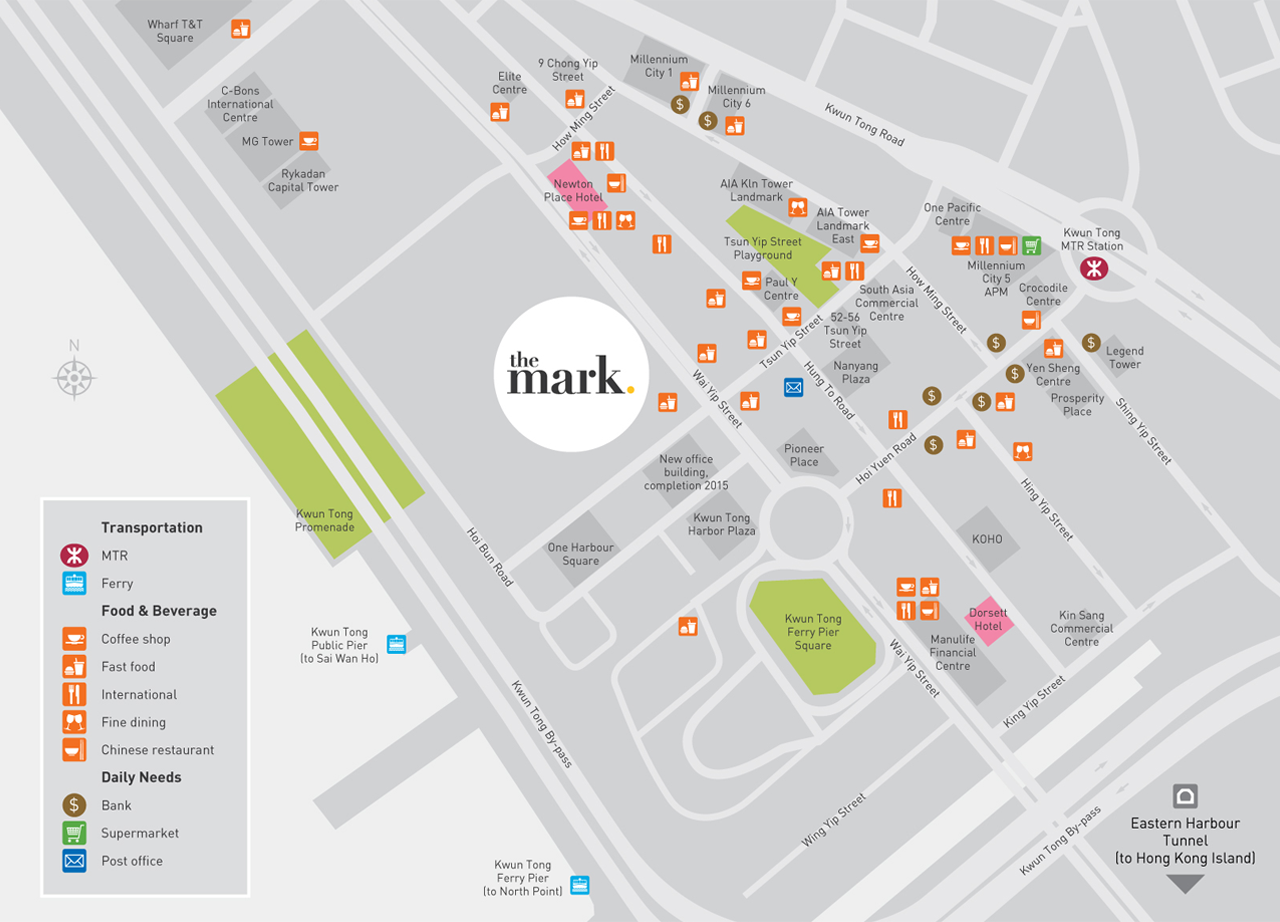 Wharf T&T
Square
C-Bons
International
Centre
MG Tower
Rykadan
Capital Tower
Elite
Centre
9 Chong Yip
Street
How Ming Street
Millennium
City 1
Millennium
City 6
$
$
Kwun Tong Road
Newton
Place Hotel
AIA Kln Tower
Landmark
AIA Tower
Landmark
East
One Pacific
Centre
Kwun Tong
MTR Station
Tsun Yip Street
Playground
Millennium
City 5
APM
Crocodile
Centre
Paul Y
Centre
South Asia
Commercial
Centre
How Ming Street
52-56
Tsun Yip
Street
Tsun Yip Street
the
mark.
N
Nanyang
Plaza
$
$
Legend
Tower
$
Yen Sheng
Centre
Prosperity
Place
$
$
$
Wai Yip Street
Hung To Road
Shing Yip Street
Hoi Yuen Road
Pioneer
Place
New office
building,
completion 2015
Kwun Tong
Harbor Plaza
One Harbour
Square
Hing Yip Street
KOHO
Kwun Tong
Promenade
Hoi Bun Road
Kwun Tong
Ferry Pier
Square
Dorsett
Hotel
Kin Sang
Commercial
Centre
Manulife
Financial
Centre
Wai Yip Street
King Yip Street
Kwun Tong
Public Pier
(to Sai Wan Ho)
Kwun Tong By-pass
Wing Yip Street
Kwun Tong By-pass
Eastern Harbour
Tunnel
(to Hong Kong Island)
Kwun Tong
Ferry Pier
(to North Point)
Transportation
MTR
Ferry
Food & Beverage
Coffee shop
Fast food
International
Fine dining
Chinese restaurant
Daily Needs
$ Bank
Supermarket
Post office